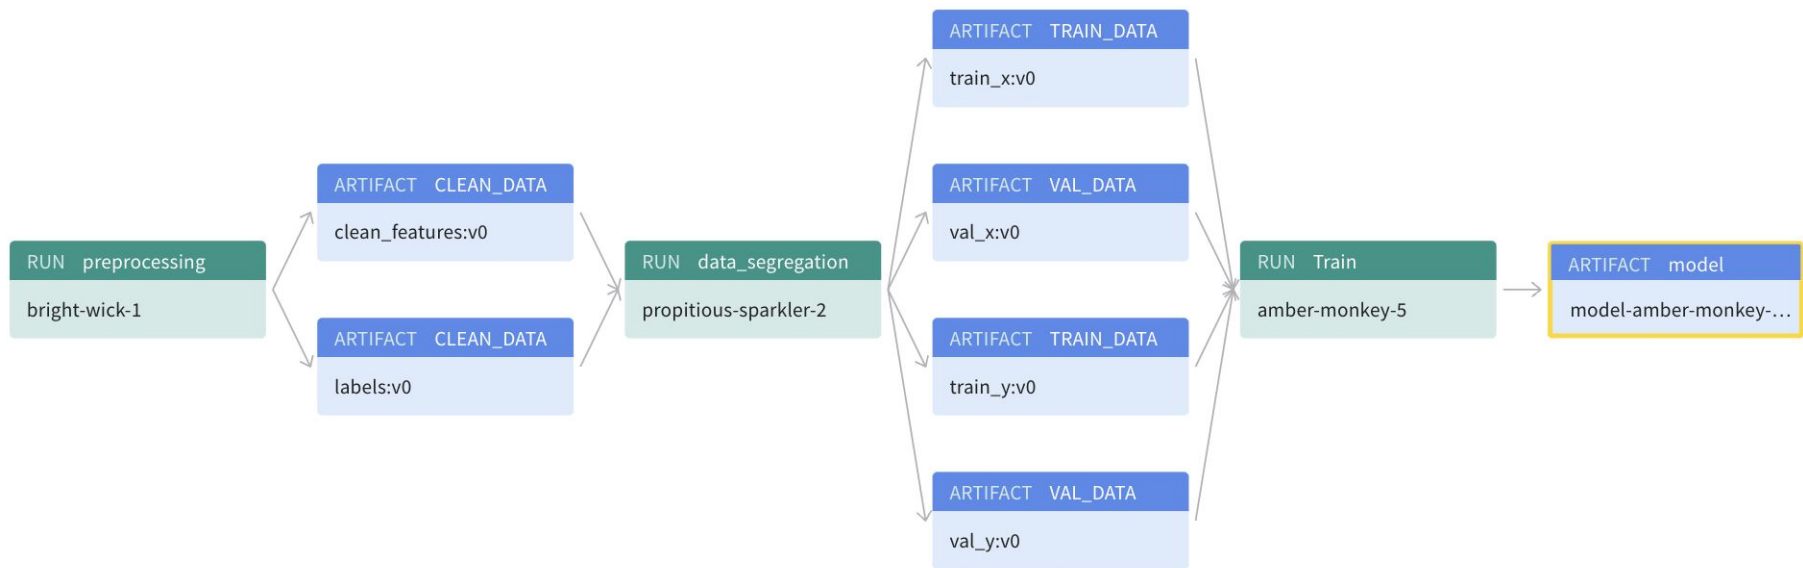 RUN preprocessing
bright-wick-1
ARTIFACT CLEAN_DATA
clean_features:v0
ARTIFACT CLEAN_DATA
labels:v0
RUN data_segregation
propitious-sparkler-2
ARTIFACT TRAIN_DATA
train_x:v0
ARTIFACT VAL_DATA
val_x:v0
ARTIFACT TRAIN_DATA
train_y:v0
ARTIFACT VAL_DATA
val_y:v0
RUN Train
amber-monkey-5
ARTIFACT model
model-amber-monkey-...